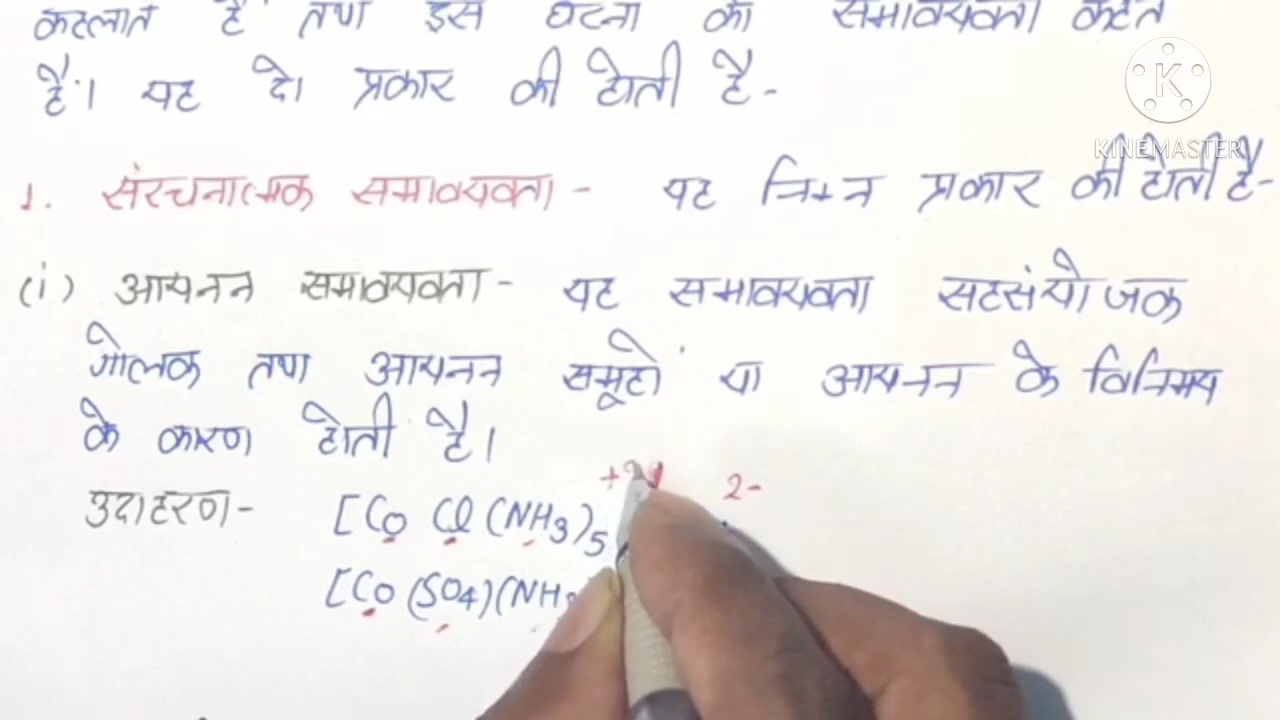 कहलाते हैं तथा इस घटना को समावयवता कहते
है। यह दो प्रकार की होती है-
KINEMASTER
1. संरचनात्मक समावयवता - यह निम्न प्रकार की होती है-
(i) आयनन समावयवता - यह समावयवता सहसंयोजक
गोलक तथा आयनन समूहों या आयनन के विनिमय
के कारण होती है।
उदाहरण- [Co Cl (NH3)5 2-
[Co (SO4)(NH